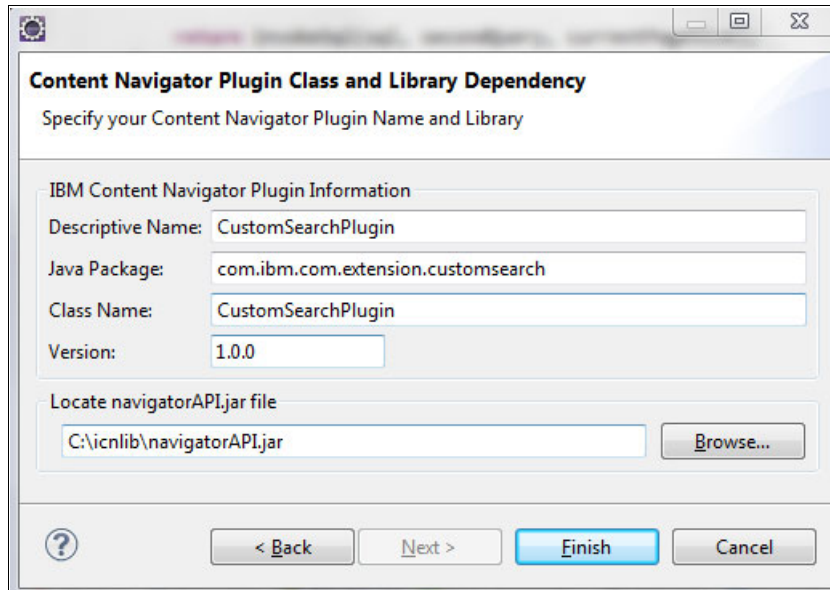 return
Content Navigator Plugin Class and Library Dependency
Specify your Content Navigator Plugin Name and Library
IBM Content Navigator Plugin Information
Descriptive Name: CustomSearchPlugin
Java Package: com.ibm.com.extension.customsearch
Class Name: CustomSearchPlugin
Version: 1.0.0
Locate navigatorAPI.jar file
C:\icnlib\navigatorAPI.jar Browse...
? < Back Next > Finish Cancel